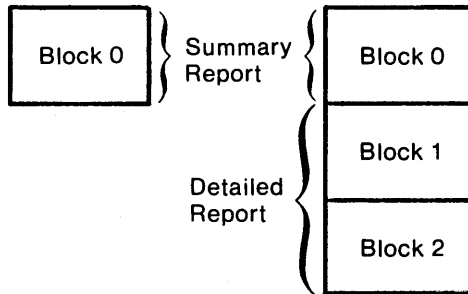 Block 0
Summary
Report
Block 0
Block 1
Detailed
Report
Block 2